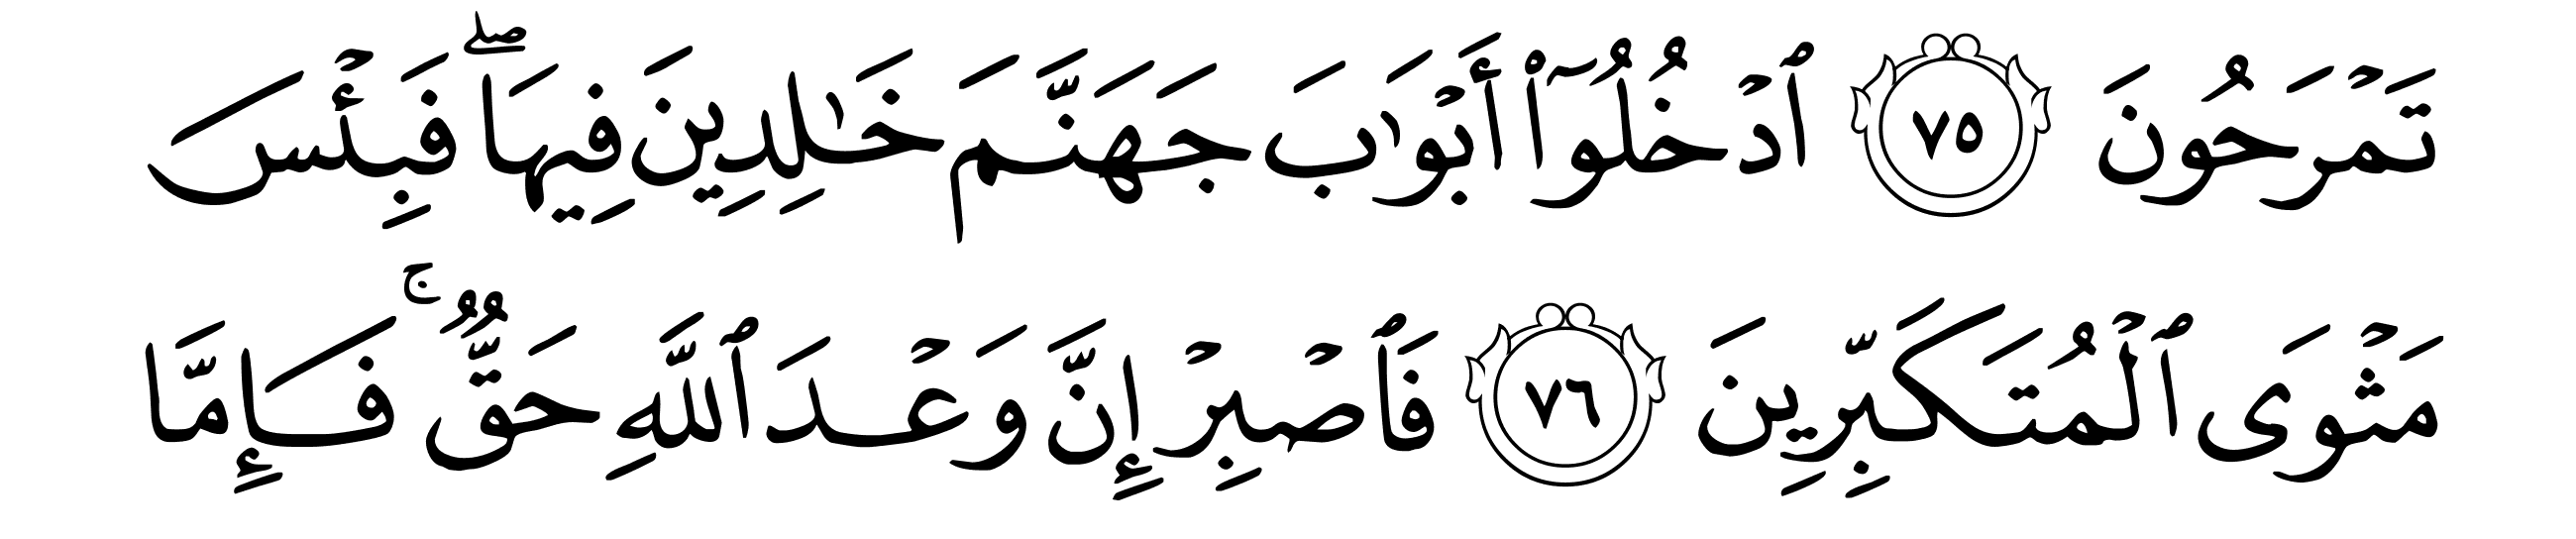 تَمۡرَحُونَ ٧٥ ٱدۡخُلُوٓاْ أَبۡوَٰبَ جَهَنَّمَ خَٰلِدِينَ فِيهَاۖ فَبِئۡسَ
مَثۡوَى ٱلۡمُتَكَبِّرِينَ ٧٦ فَٱصۡبِرۡ إِنَّ وَعۡدَ ٱللَّهِ حَقّٞۚ فَإِمَّا